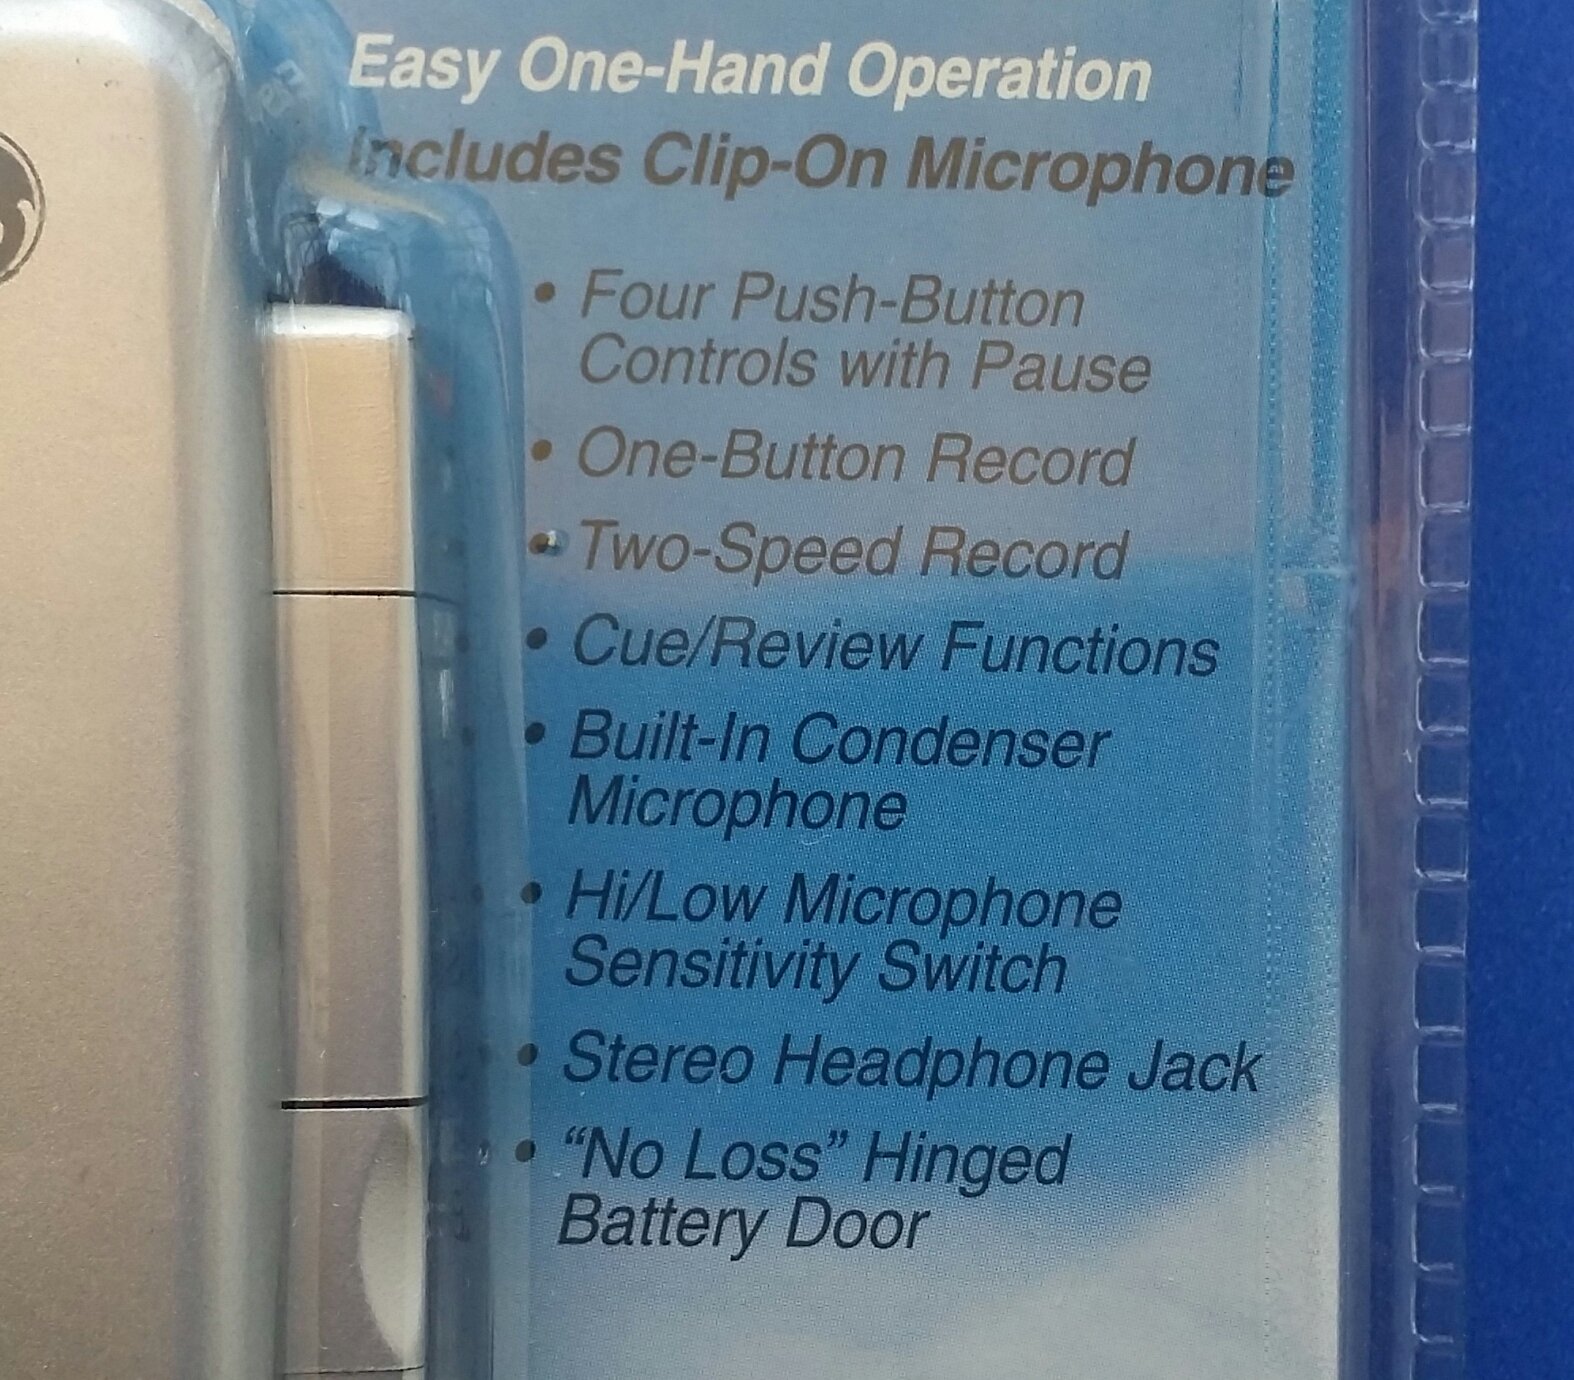 Easy One-Hand Operation
Includes Clip-On Microphone
• Four Push-Button
Controls with Pause
• One-Button Record
• Two-Speed Record
• Cue/Review Functions
• Built-In Condenser
Microphone
• Hi/Low Microphone
Sensitivity Switch
• Stereo Headphone Jack
• “No Loss” Hinged
Battery Door